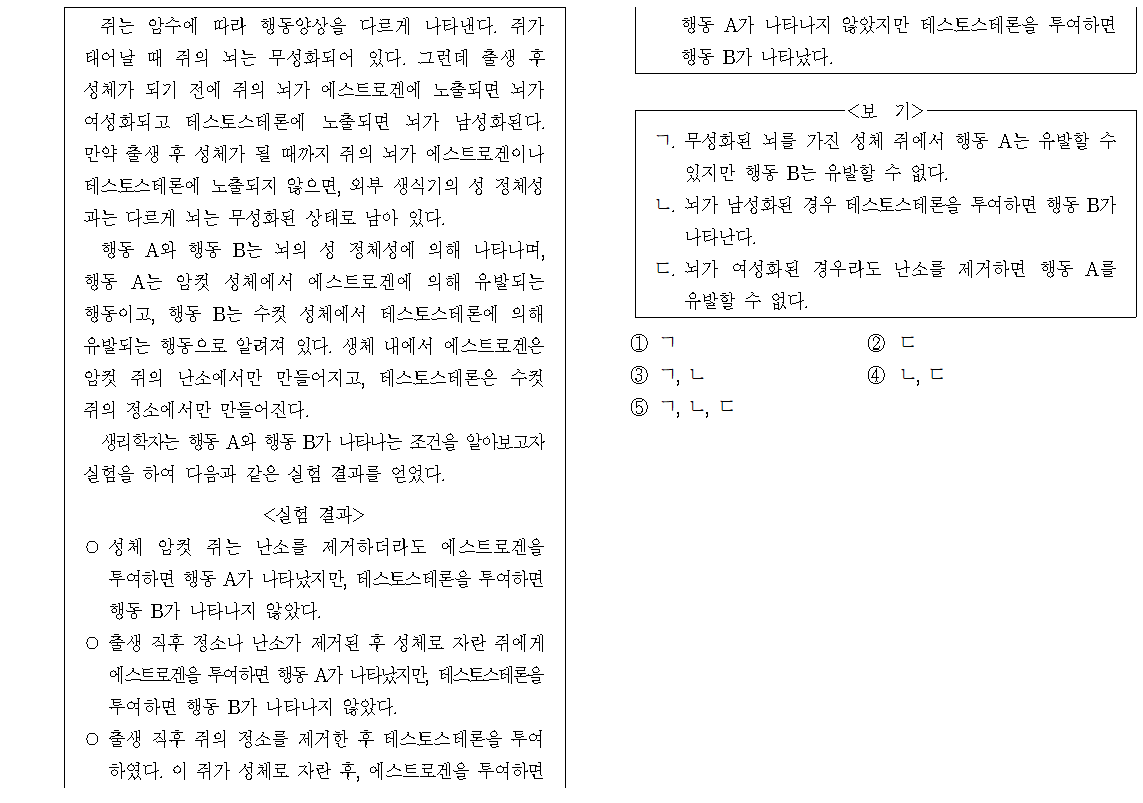 쥐는 암수에 따라 행동양상을 다르게 나타낸다. 쥐가
태어날 때 쥐의 뇌는 무성화되어 있다. 그런데 출생 후
성체가 되기 전에 쥐의 뇌가 에스트로겐에 노출되면 뇌가
여성화되고 테스토스테론에 노출되면 뇌가 남성화된다.
만약 출생 후 성체가 될 때까지 쥐의 뇌가 에스트로겐이나
테스토스테론에 노출되지 않으면, 외부 생식기의 성 정체성
과는 다르게 뇌는 무성화된 상태로 남아 있다.
행동 A와 행동 B는 뇌의 성 정체성에 의해 나타나며,
행동 A는 암컷 성체에서 에스트로겐에 의해 유발되는
행동이고, 행동 B는 수컷 성체에서 테스토스테론에 의해
유발되는 행동으로 알려져 있다. 생체 내에서 에스트로겐은
암컷 쥐의 난소에서만 만들어지고, 테스토스테론은 수컷
쥐의 정소에서만 만들어진다.
생리학자는 행동 A와 행동 B가 나타나는 조건을 알아보고자
실험을 하여 다음과 같은 실험 결과를 얻었다.
<실험 결과>
○ 성체 암컷 쥐는 난소를 제거하더라도 에스트로겐을
투여하면 행동 A가 나타났지만, 테스토스테론을 투여하면
행동 B가 나타나지 않았다.
○ 출생 직후 정소나 난소가 제거된 후 성체로 자란 쥐에게
에스트로겐을 투여하면 행동 A가 나타났지만, 테스토스테론을
투여하면 행동 B가 나타나지 않았다.
○ 출생 직후 쥐의 정소를 제거한 후 테스토스테론을 투여
하였다. 이 쥐가 성체로 자란 후, 에스트로겐을 투여하면
행동 A가 나타나지 않았지만 테스토스테론을 투여하면
행동 B가 나타났다.
<보 기>
ㄱ. 무성화된 뇌를 가진 성체 쥐에서 행동 A는 유발할 수
있지만 행동 B는 유발할 수 없다.
ㄴ. 뇌가 남성화된 경우 테스토스테론을 투여하면 행동 B가
나타난다.
ㄷ. 뇌가 여성화된 경우라도 난소를 제거하면 행동 A를
유발할 수 없다.
① ㄱ ② ㄷ
③ ㄱ, ㄴ ④ ㄴ, ㄷ
⑤ ㄱ, ㄴ, ㄷ